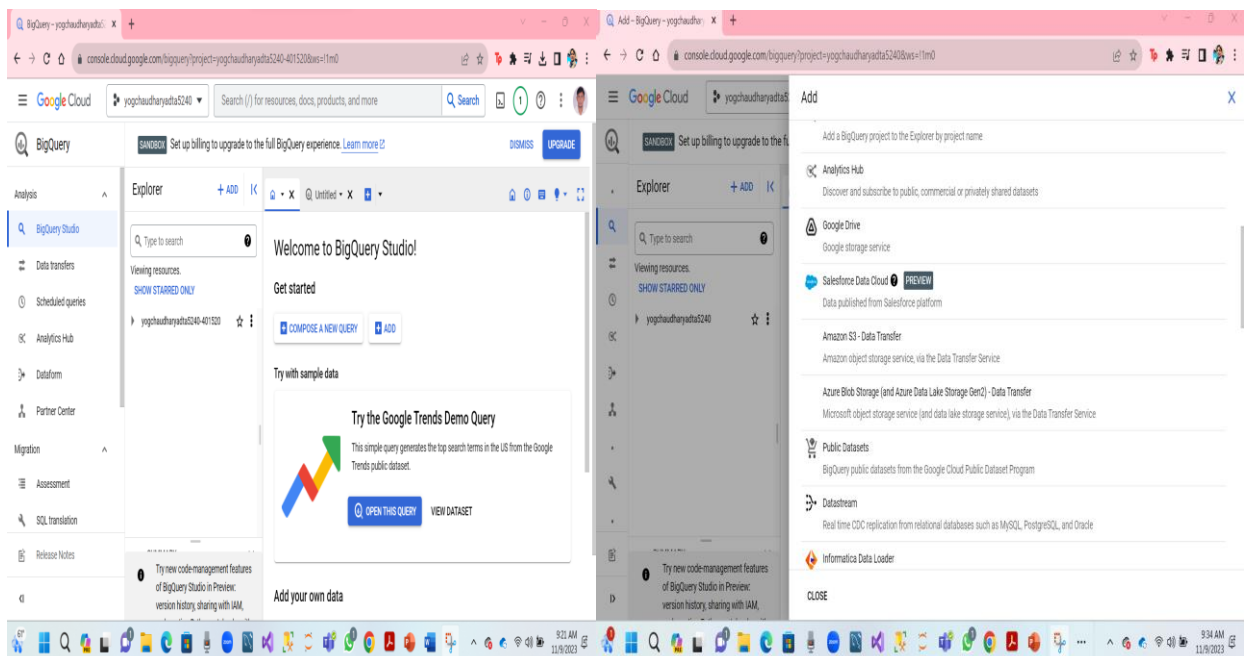 BigQuery – yogchaudharyadta5
console.cloud.google.com/bigquery?project=yogchaudharyadta5240-401520&ws=!1m0
Google Cloud
yogchaudharyadta5240
Search (/) for resources, docs, products, and more
Search
1
BigQuery
SANDBOX Set up billing to upgrade to the full BigQuery experience. Learn more
DISMISS
UPGRADE
Analysis
BigQuery Studio
Data transfers
Scheduled queries
Analytics Hub
Dataform
Partner Center
Migration
Assessment
SQL translation
Release Notes
Explorer
+ ADD
Type to search
Viewing resources.
SHOW STARRED ONLY
yogchaudharyadta5240-401520
Try new code-management features
of BigQuery Studio in Preview:
version history, sharing with IAM,
Untitled
Welcome to BigQuery Studio!
Get started
COMPOSE A NEW QUERY
ADD
Try with sample data
Try the Google Trends Demo Query
This simple query generates the top search terms in the US from the Google
Trends public dataset.
OPEN THIS QUERY
VIEW DATASET
Add your own data
9:21 AM
11/9/2023
Add – BigQuery – yogchaudhary
console.cloud.google.com/bigquery?project=yogchaudharyadta5240&ws=!1m0
Google Cloud
yogchaudharyadta5
SANDBOX Set up billing to upgrade to the fu
Explorer
+ ADD
Type to search
Viewing resources.
SHOW STARRED ONLY
yogchaudharyadta5240
Try new code-management features
of BigQuery Studio in Preview:
version history, sharing with IAM,
Add
Add a BigQuery project to the Explorer by project name
Analytics Hub
Discover and subscribe to public, commercial or privately shared datasets
Google Drive
Google storage service
Salesforce Data Cloud PREVIEW
Data published from Salesforce platform
Amazon S3 - Data Transfer
Amazon object storage service, via the Data Transfer Service
Azure Blob Storage (and Azure Data Lake Storage Gen2) - Data Transfer
Microsoft object storage service (and data lake storage service), via the Data Transfer Service
Public Datasets
BigQuery public datasets from the Google Cloud Public Dataset Program
Datastream
Real time CDC replication from relational databases such as MySQL, PostgreSQL, and Oracle
Informatica Data Loader
CLOSE
9:34 AM
11/9/2023